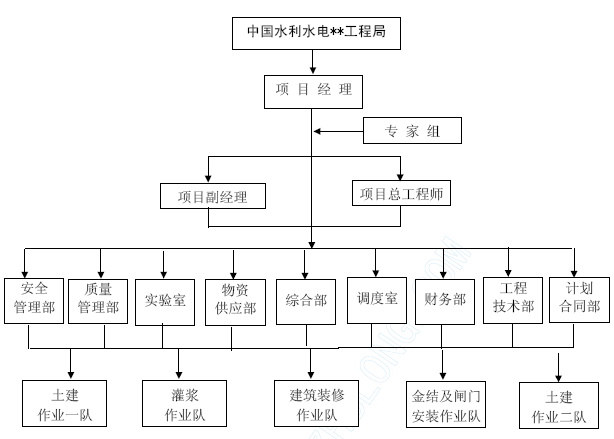 中国水利水电**工程局
项 目 经 理
专 家 组
项目副经理
项目总工程师
安全
管理部
质量
管理部
实验室
物资
供应部
综合部
调度室
财务部
工程
技术部
计划
合同部
土建
作业一队
灌浆
作业队
建筑装修
作业队
金结及闸门
安装作业队
土建
作业二队